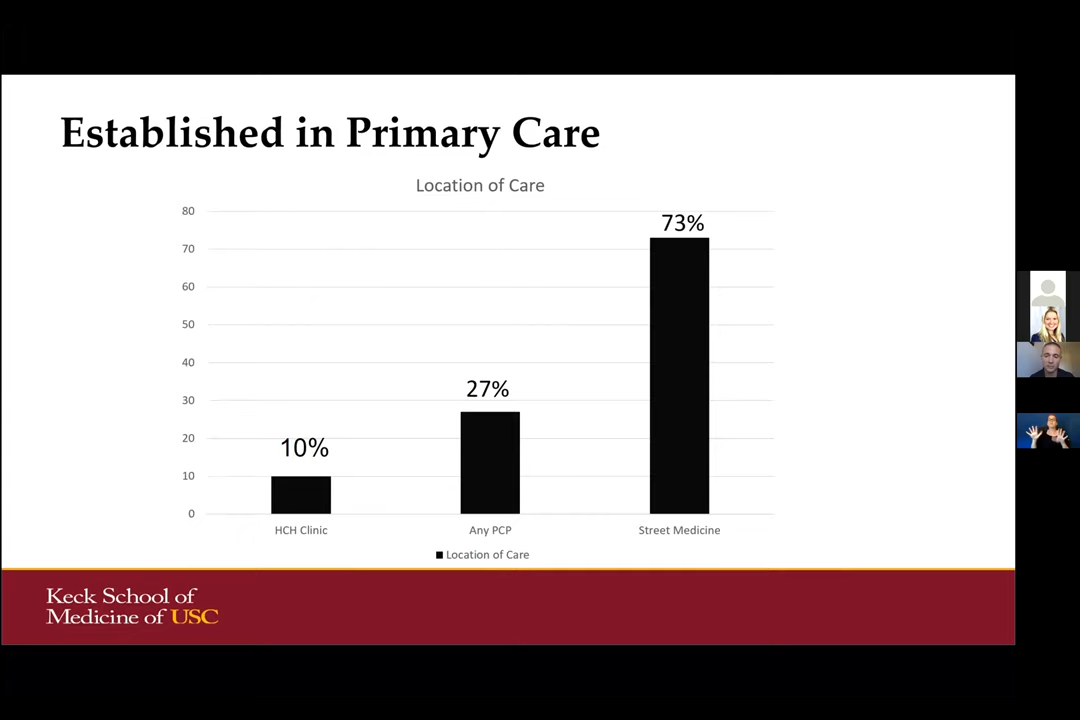 Established in Primary Care
Location of Care
80
70
60
50
40
30
20
10
0
10%
27%
73%
HCH Clinic
Any PCP
Street Medicine
Location of Care
Keck School of
Medicine of USC